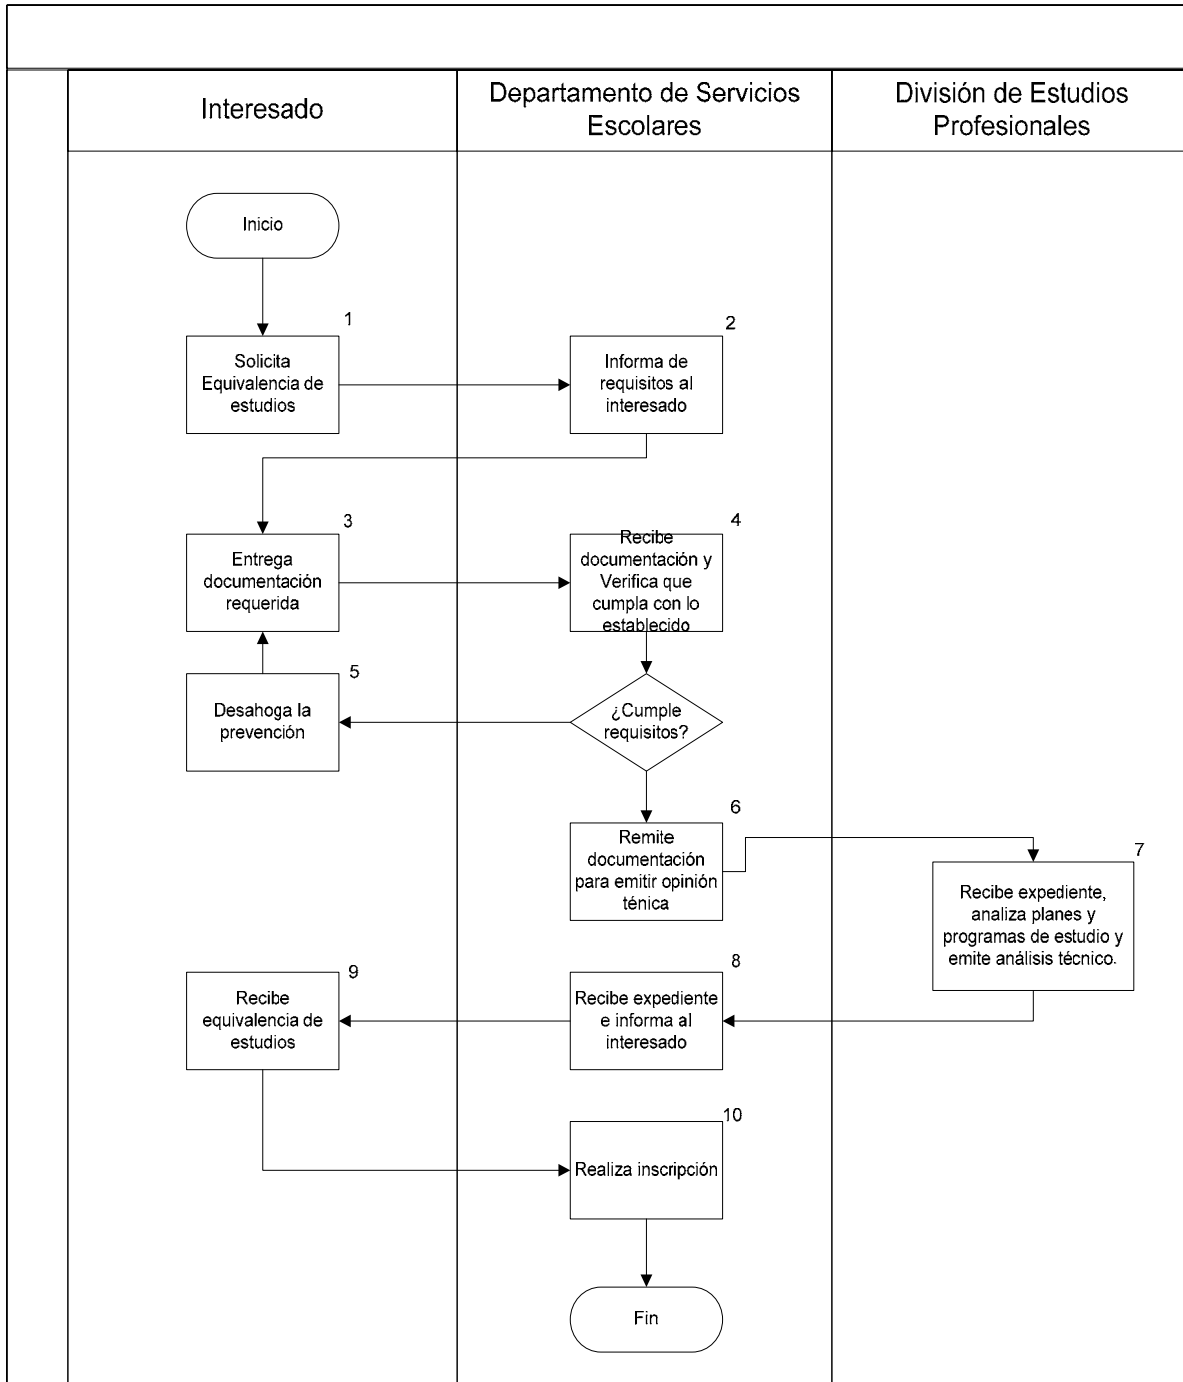 Interesado
Departamento de Servicios
Escolares
División de Estudios
Profesionales
Inicio
1
Solicita
Equivalencia de
estudios
2
Informa de
requisitos al
interesado
3
Entrega
documentación
requerida
4
Recibe
documentación y
Verifica que
cumpla con lo
establecido
5
Desahoga la
prevención
¿Cumple
requisitos?
6
Remite
documentación
para emitir opinión
ténica
7
Recibe expediente,
analiza planes y
programas de estudio y
emite análisis técnico.
8
Recibe expediente
e informa al
interesado
9
Recibe
equivalencia de
estudios
10
Realiza inscripción
Fin